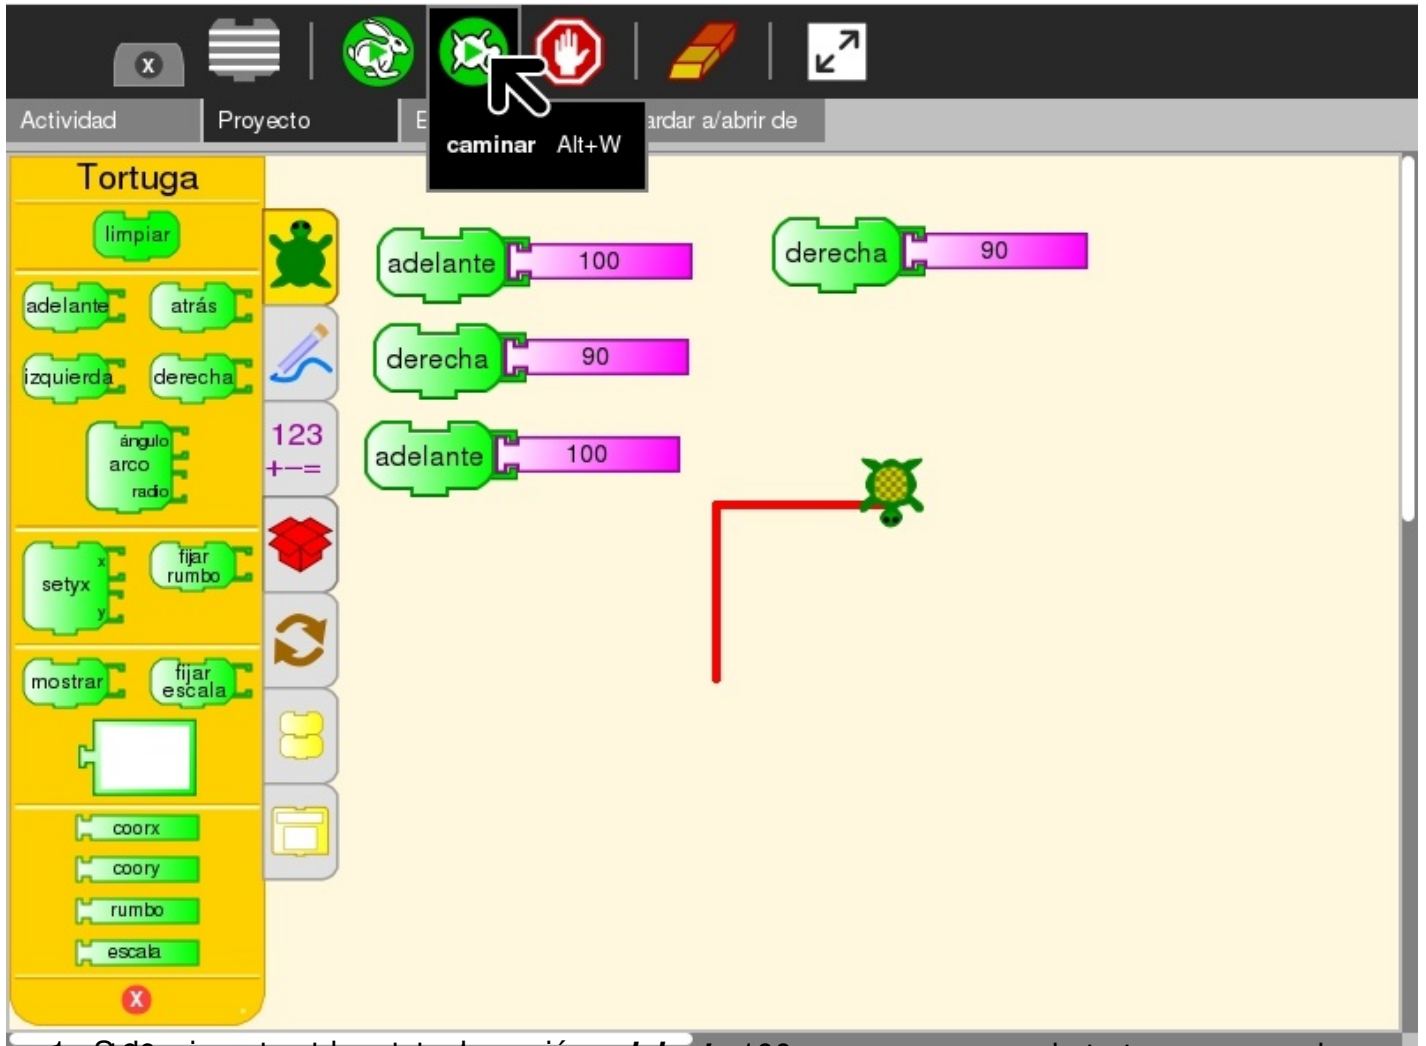 X
Actividad
Proyecto
E
ardar a/abrir de
caminar Alt+W
Tortuga
limpiar
adelante atrás
izquierda derecha
ángulo
arco
radio
setyx x y
fijar rumbo
mostrar
fijar escala
coorx
coory
rumbo
escala
X
123
+−=
adelante 100
derecha 90
derecha 90
adelante 100